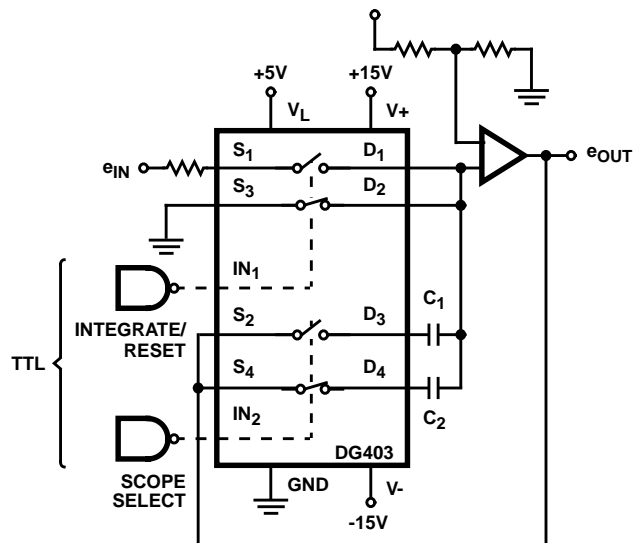 +5V
+15V
VL
V+
eIN
S1
D1
eOUT
S3
D2
IN1
TTL
INTEGRATE/
RESET
S2
D3
C1
S4
D4
C2
IN2
SCOPE
SELECT
DG403
GND
V-
-15V